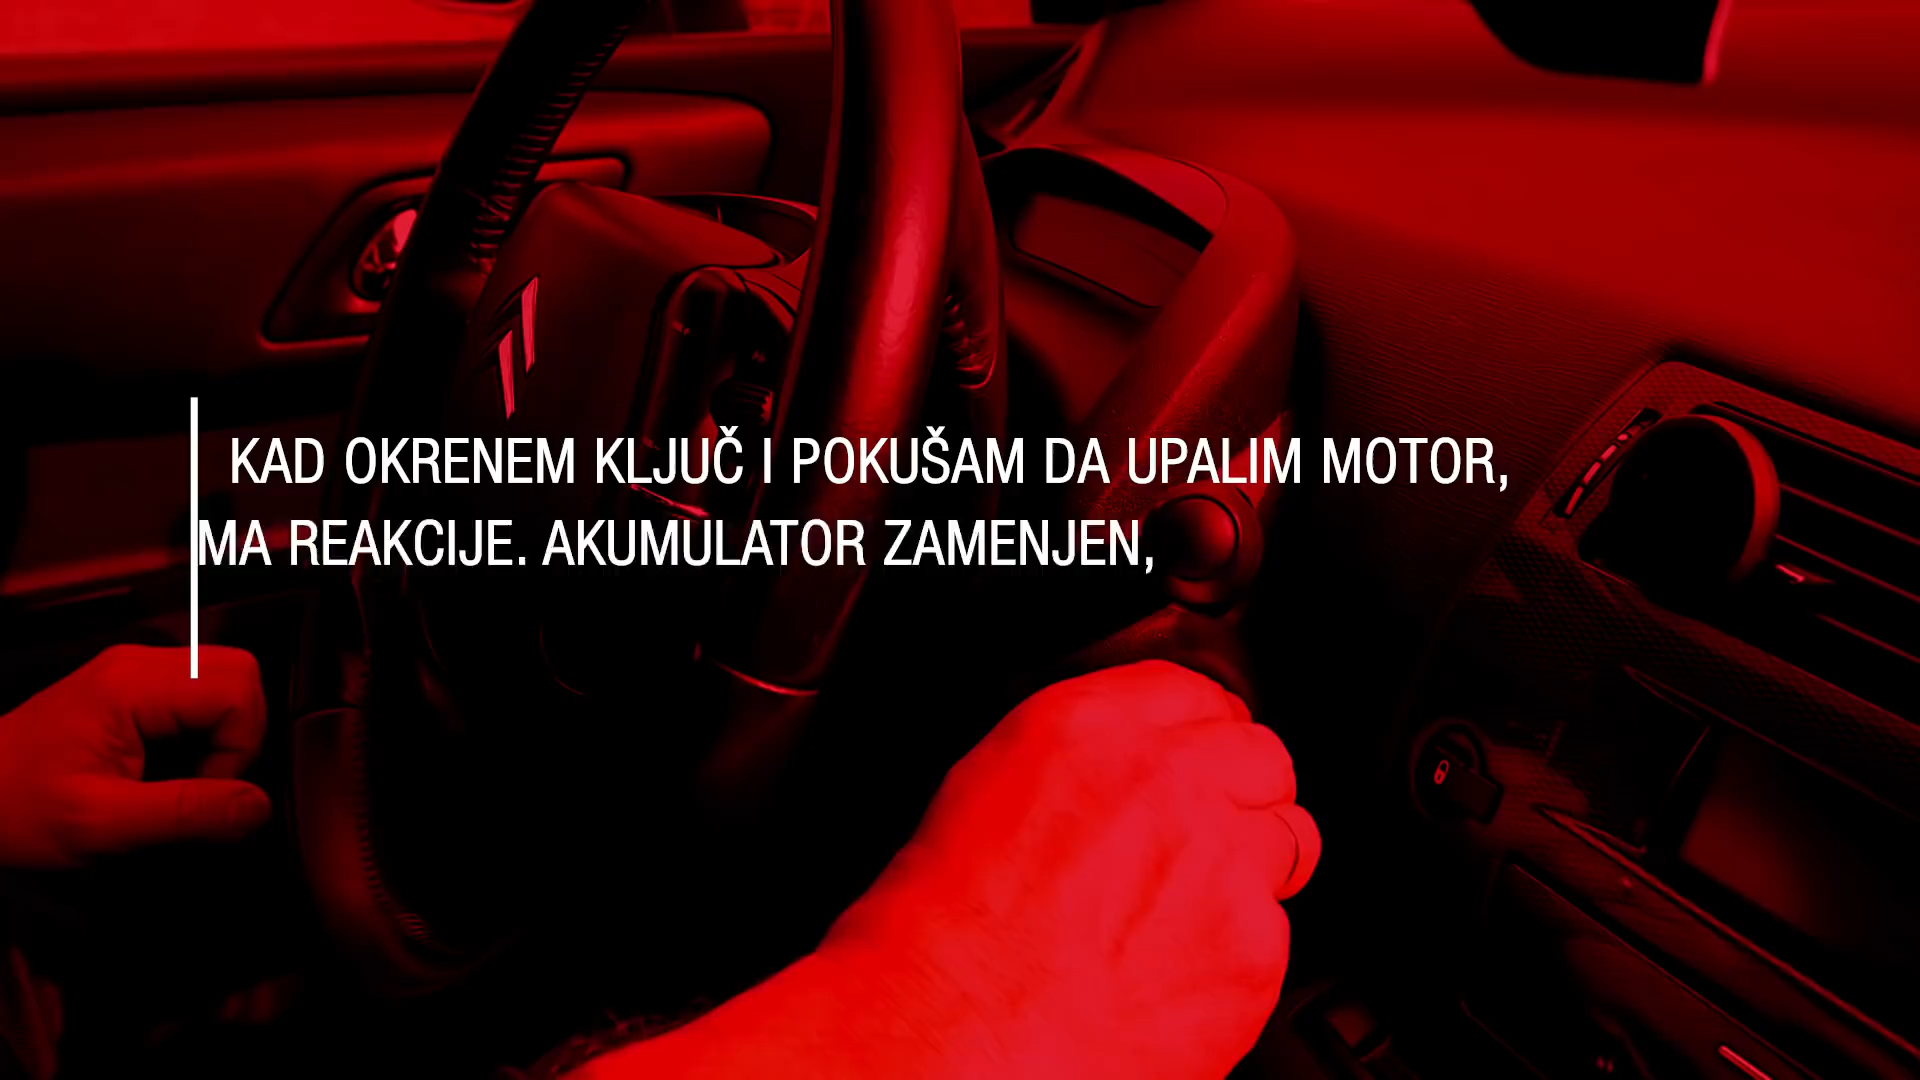 KAD OKRENEM KLJUČ I POKUŠAM DA UPALIM MOTOR,
MA REAKCIJE. AKUMULATOR ZAMENJEN,